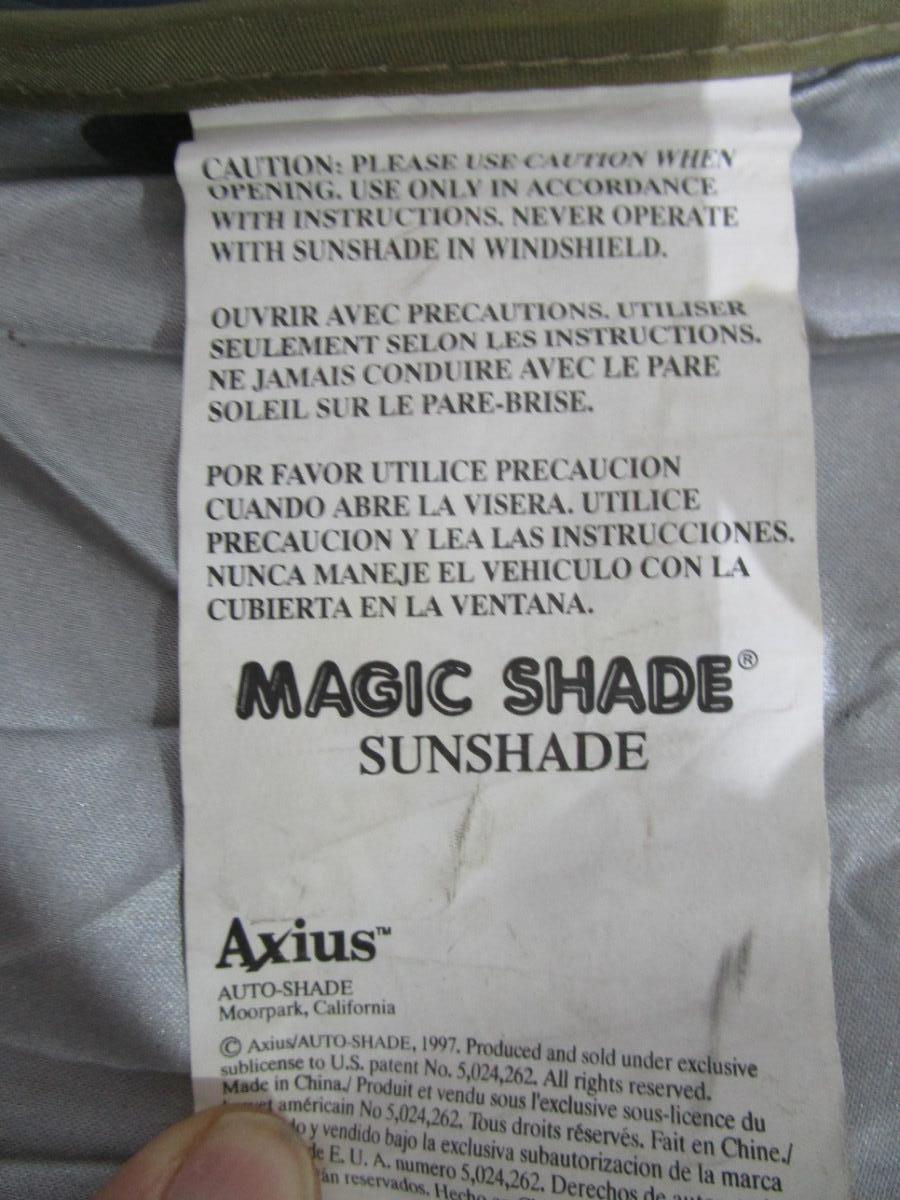 CAUTION: PLEASE USE CAUTION WHEN
OPENING. USE ONLY IN ACCORDANCE
WITH INSTRUCTIONS. NEVER OPERATE
WITH SUNSHADE IN WINDSHIELD.
OUVRIR AVEC PRECAUTIONS. UTILISER
SEULEMENT SELON LES INSTRUCTIONS.
NE JAMAIS CONDUIRE AVEC LE PARE
SOLEIL SUR LE PARE-BRISE.
POR FAVOR UTILICE PRECAUCION
CUANDO ABRE LA VISERA. UTILICE
PRECAUCION Y LEA LAS INSTRUCCIONES.
NUNCA MANEJE EL VEHICULO CON LA
CUBIERTA EN LA VENTANA.
MAGIC SHADE®
SUNSHADE
Axius™
AUTO-SHADE
Moorpark, California
© Axius/AUTO-SHADE, 1997. Produced and sold under exclusive
sublicense to U.S. patent No. 5,024,262. All rights reserved.
Made in China./ Produit et vendu sous l'exclusive sous-licence du
américain No 5,024,262. Tous droits réservés. Fait en Chine./
y vendido bajo la exclusiva subautorizacion de la marca
de E. U. A. numero 5,024,262. Derechos de
reservados. Hecho